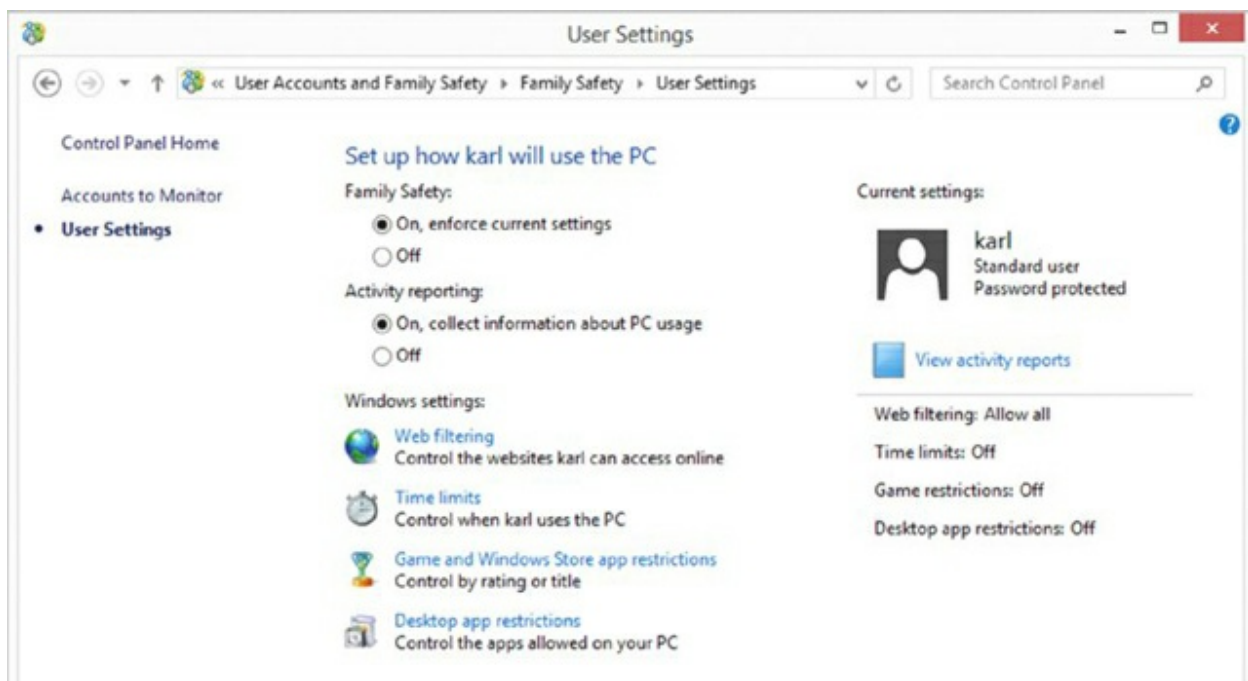 User Settings
« User Accounts and Family Safety ▸ Family Safety ▸ User Settings
Search Control Panel
Control Panel Home
Accounts to Monitor
• User Settings
Set up how karl will use the PC
Family Safety:
On, enforce current settings
Off
Activity reporting:
On, collect information about PC usage
Off
Windows settings:
Web filtering
Control the websites karl can access online
Time limits
Control when karl uses the PC
Game and Windows Store app restrictions
Control by rating or title
Desktop app restrictions
Control the apps allowed on your PC
Current settings:
karl
Standard user
Password protected
View activity reports
Web filtering: Allow all
Time limits: Off
Game restrictions: Off
Desktop app restrictions: Off